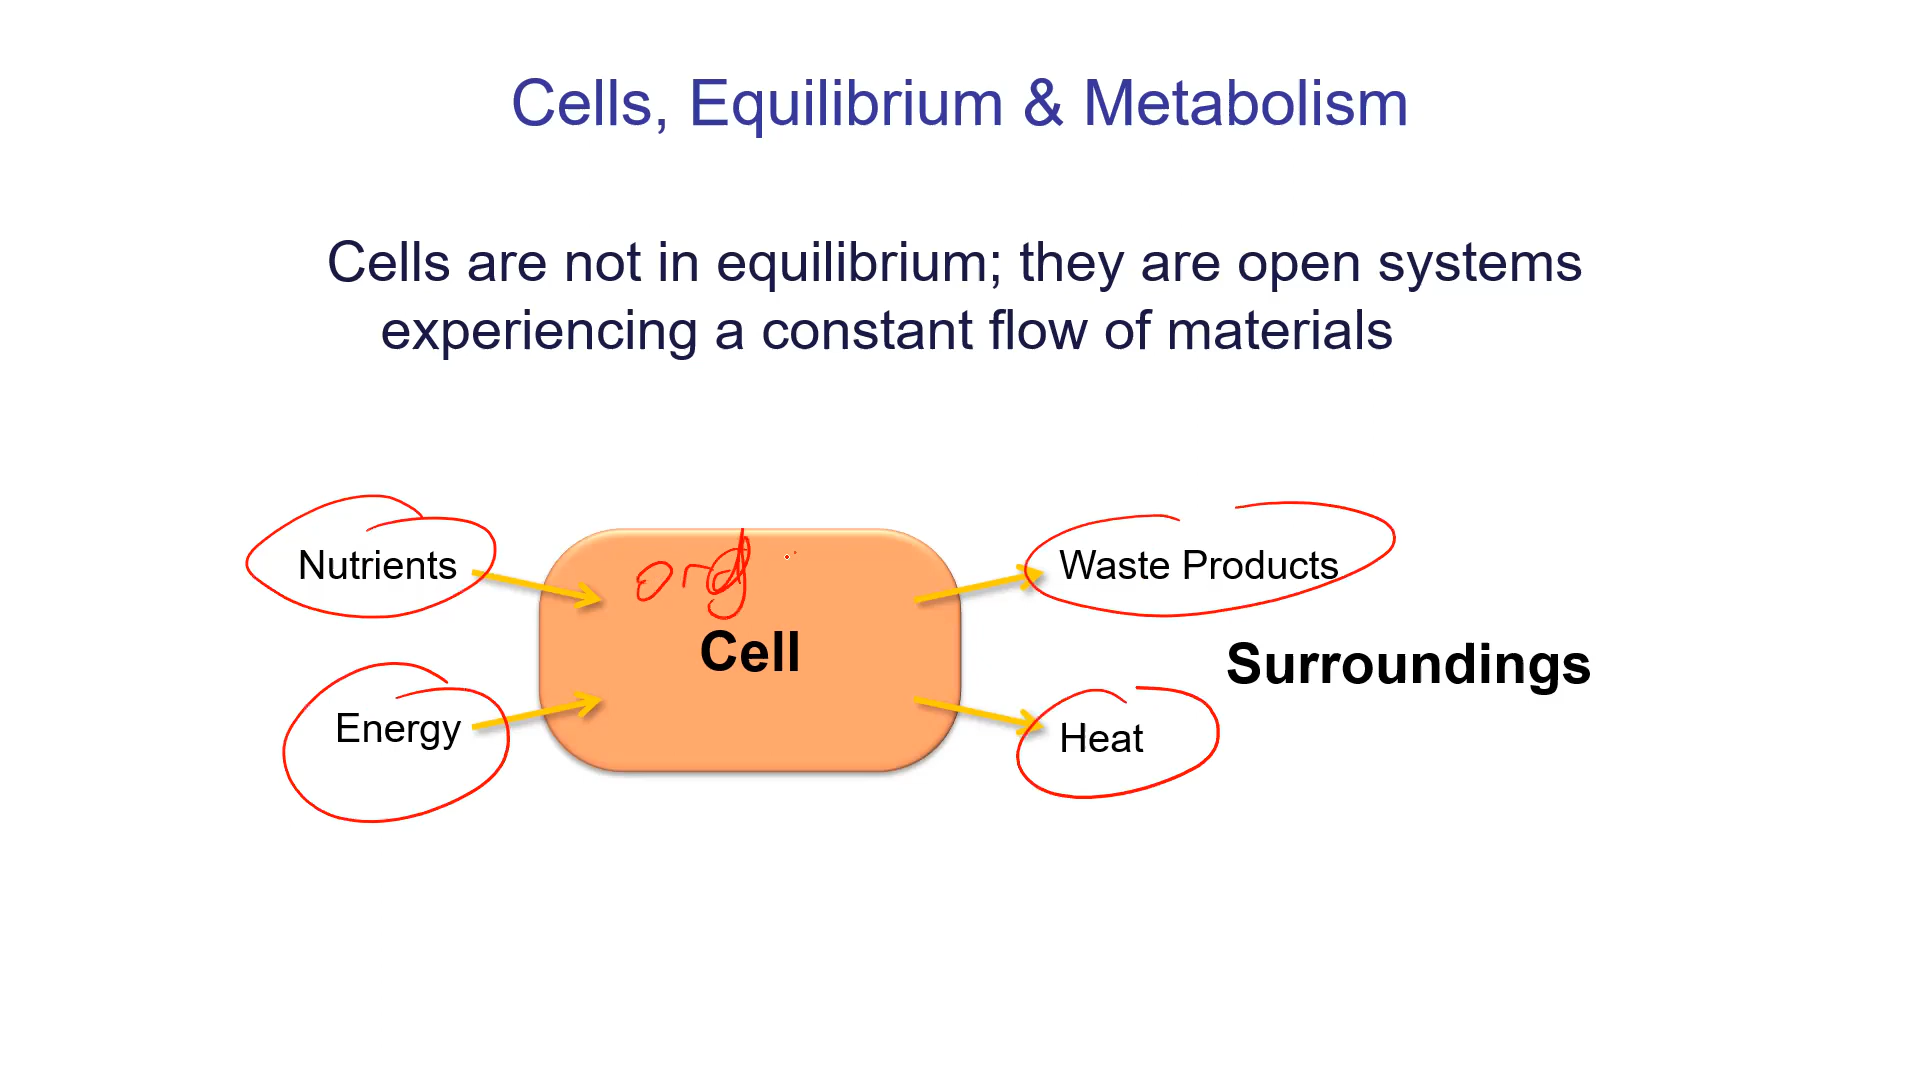 Cells, Equilibrium & Metabolism
Cells are not in equilibrium; they are open systems
experiencing a constant flow of materials
Nutrients
Waste Products
Cell
Surroundings
Energy
Heat